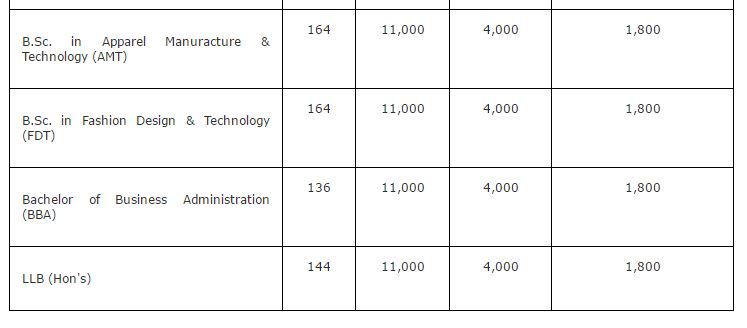 B.Sc. in Apparel Manuracture & 164 11,000 4,000 1,800
Technology (AMT)
B.Sc. in Fashion Design & Technology 164 11,000 4,000 1,800
(FDT)
Bachelor of Business Administration 136 11,000 4,000 1,800
(BBA)
LLB (Hon's) 144 11,000 4,000 1,800